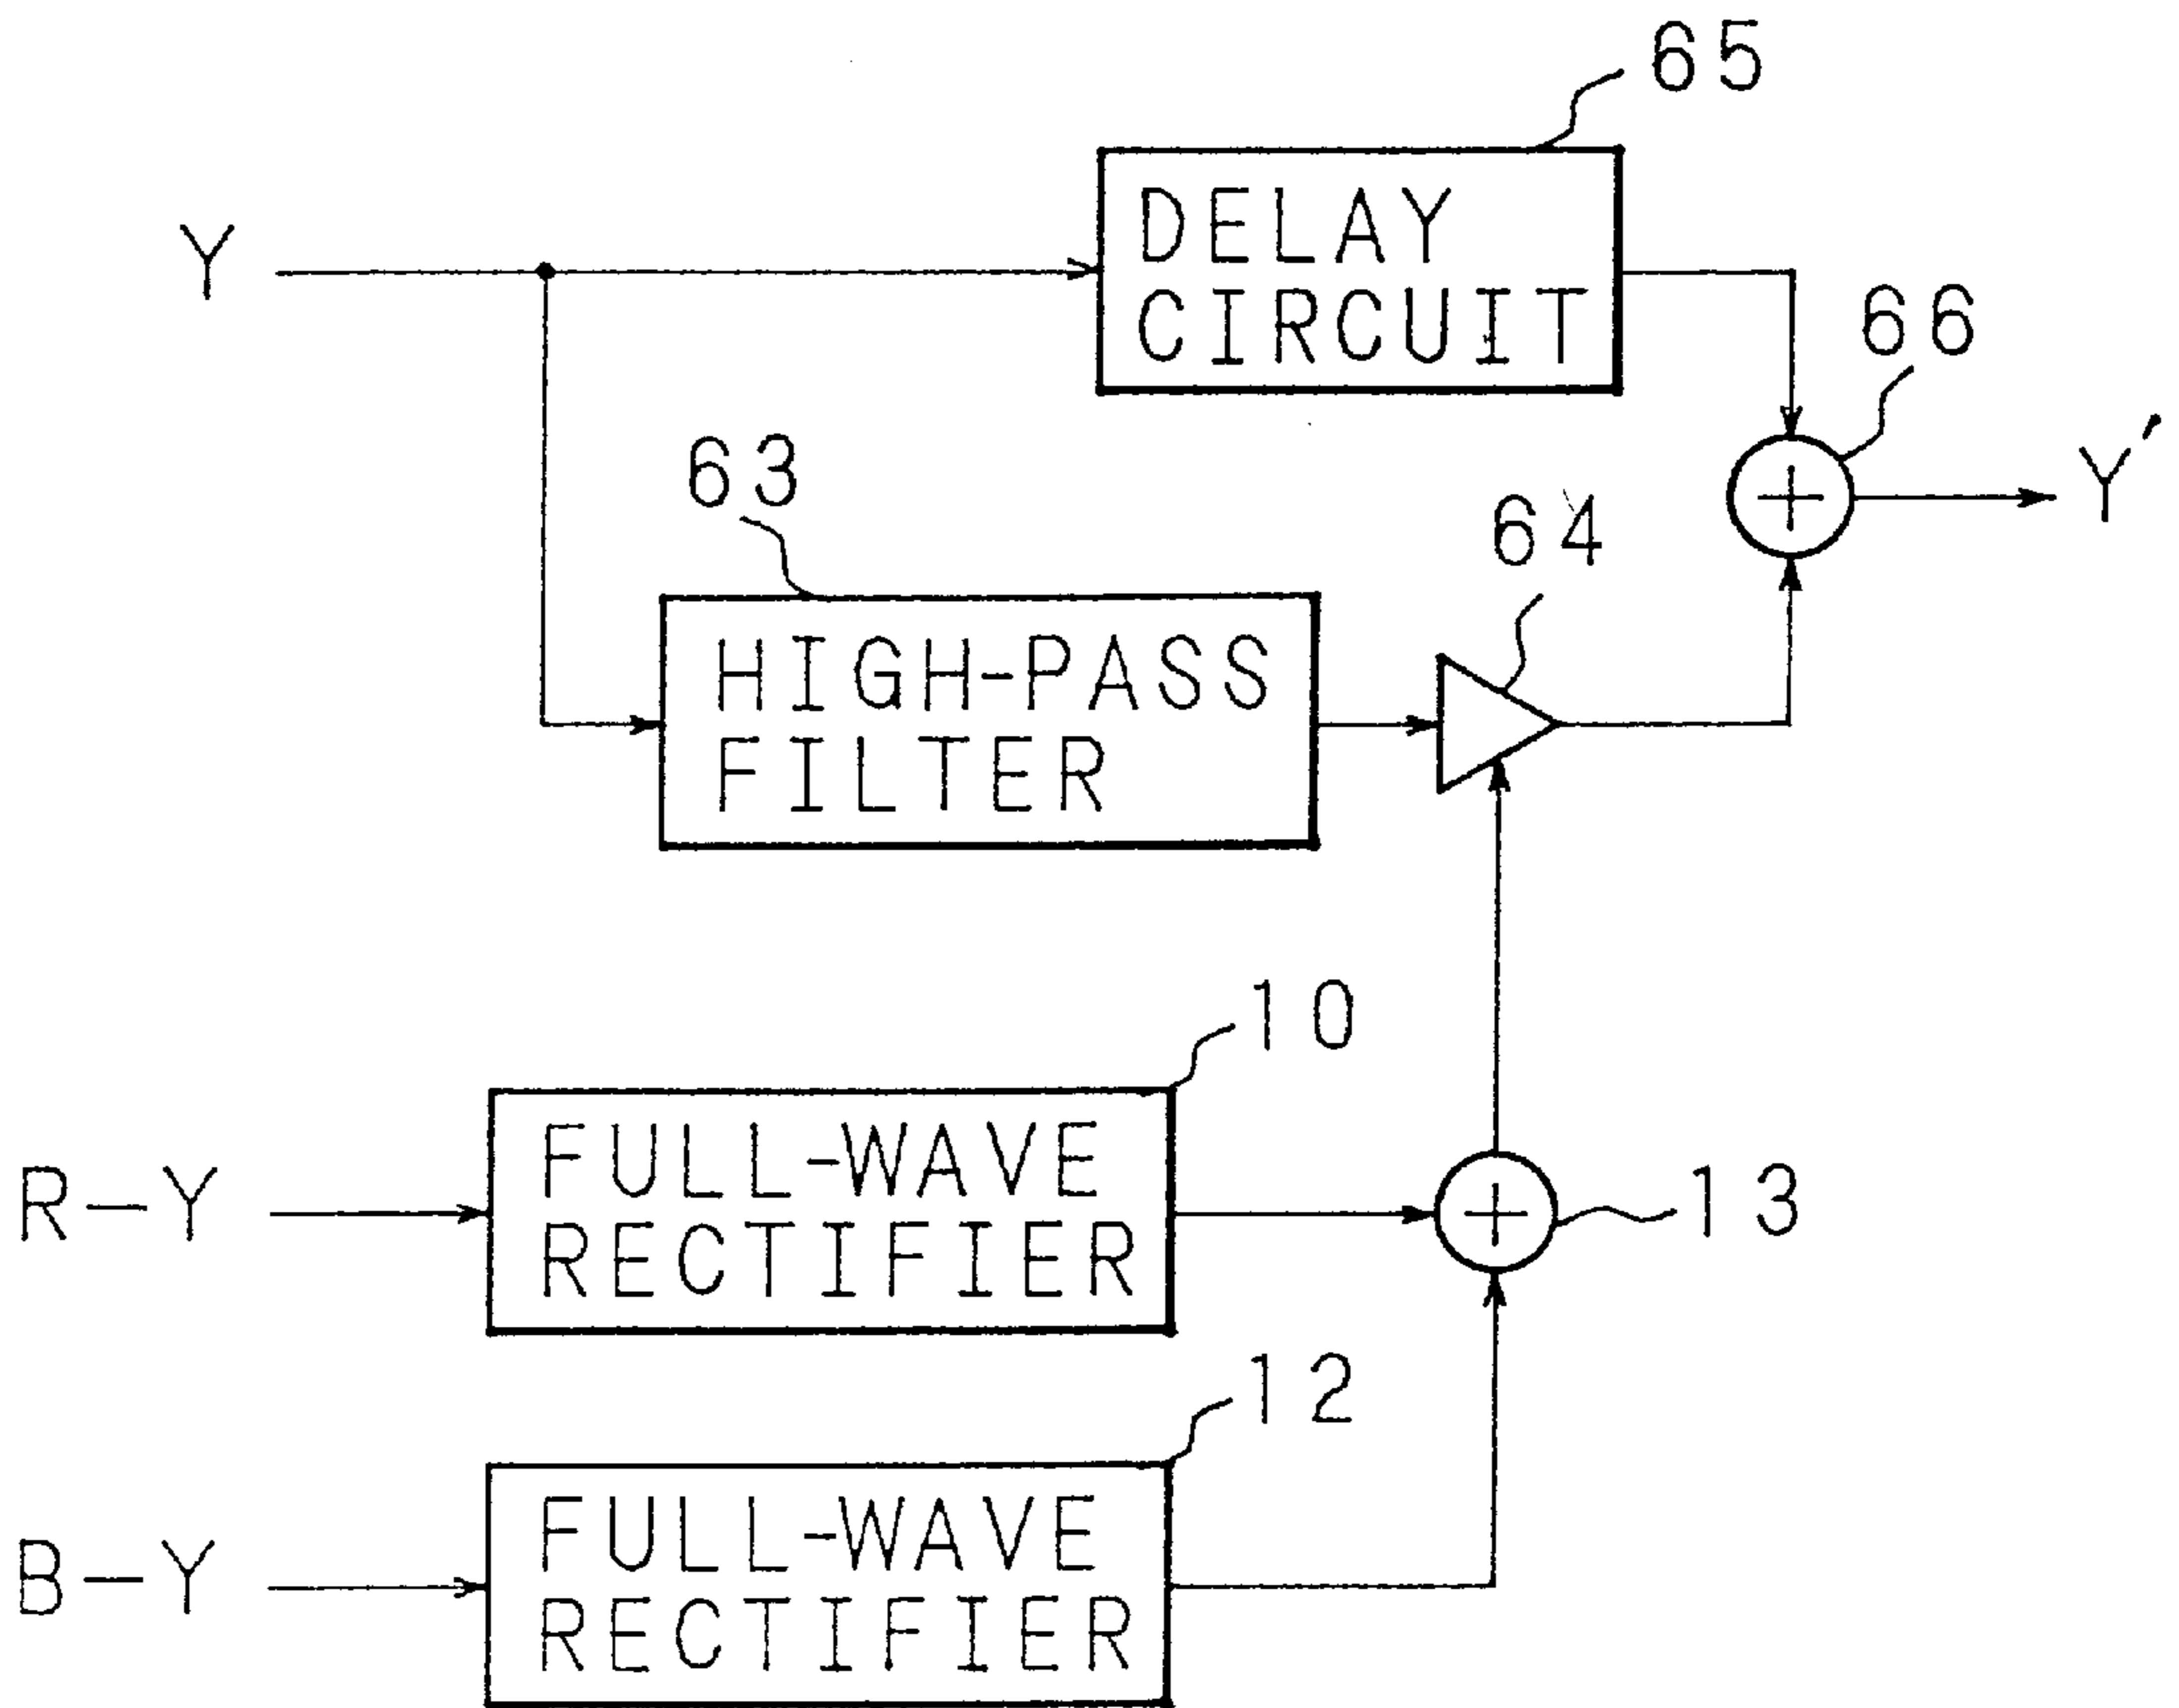 65
DELAY
CIRCUIT
Y
66
63
64
Y'
HIGH-PASS
FILTER
10
FULL-WAVE
RECTIFIER
R-Y
13
12
FULL-WAVE
RECTIFIER
B-Y